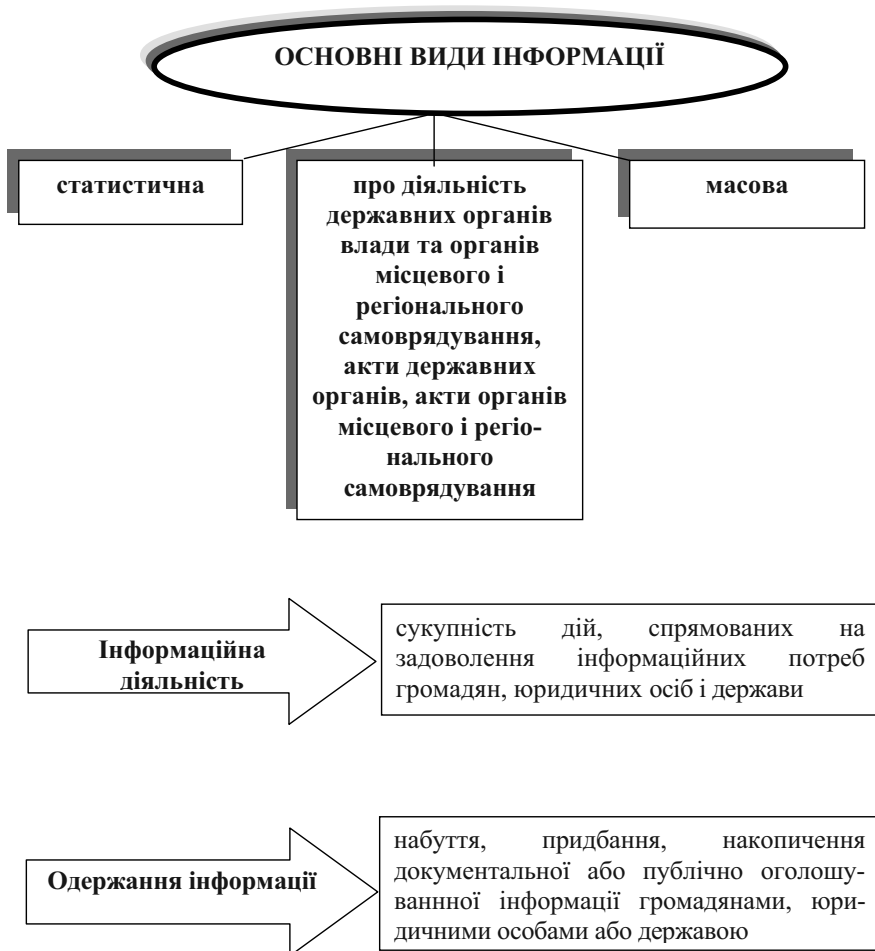 ОСНОВНІ ВИДИ ІНФОРМАЦІЇ
статистична
про діяльність
державних органів
влади та органів
місцевого і
регіонального
самоврядування,
акти державних
органів, акти органів
місцевого і регіо-
нального
самоврядування
масова
Інформаційна
діяльність
сукупність дій, спрямованих на
задоволення інформаційних потреб
громадян, юридичних осіб і держави
Одержання інформації
набуття, придбання, накопичення
документальної або публічно оголошу-
ваннної інформації громадянами, юри-
дичними особами або державою